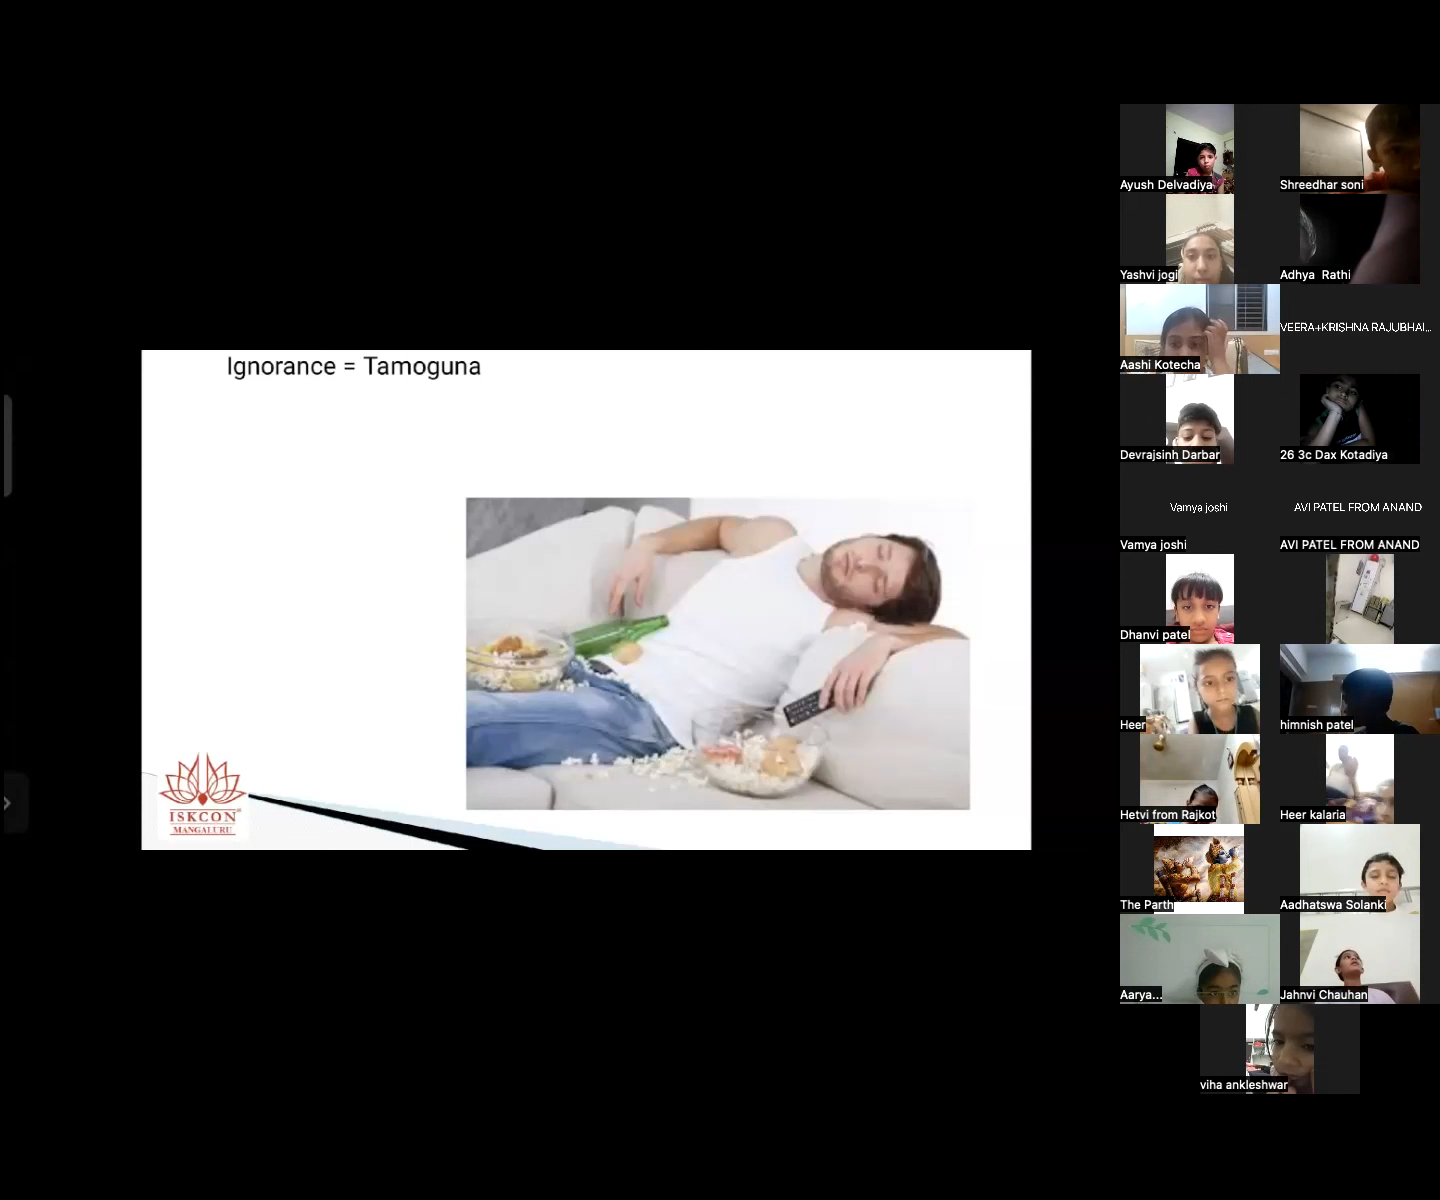 Ignorance = Tamoguna
ISKCON
MANGALURU
Ayush Delvadiya
Shreedhar soni
Yashvi jogi
Adhya Rathi
Aashi Kotecha
VEERA+KRISHNA RAJUBHAI...
Devrajsinh Darbar
26 3c Dax Kotadiya
Vamya joshi
AVI PATEL FROM ANAND
Vamya joshi
AVI PATEL FROM ANAND
Dhanvi patel
Heer
himnish patel
Hetvi from Rajkot
Heer kalaria
The Parth
Aadhatswa Solanki
Aarya...
Jahnvi Chauhan
viha ankleshwar